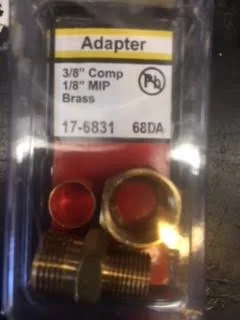 Adapter
3/8" Comp
1/8" MIP
Brass
Pb
17-6831 68DA